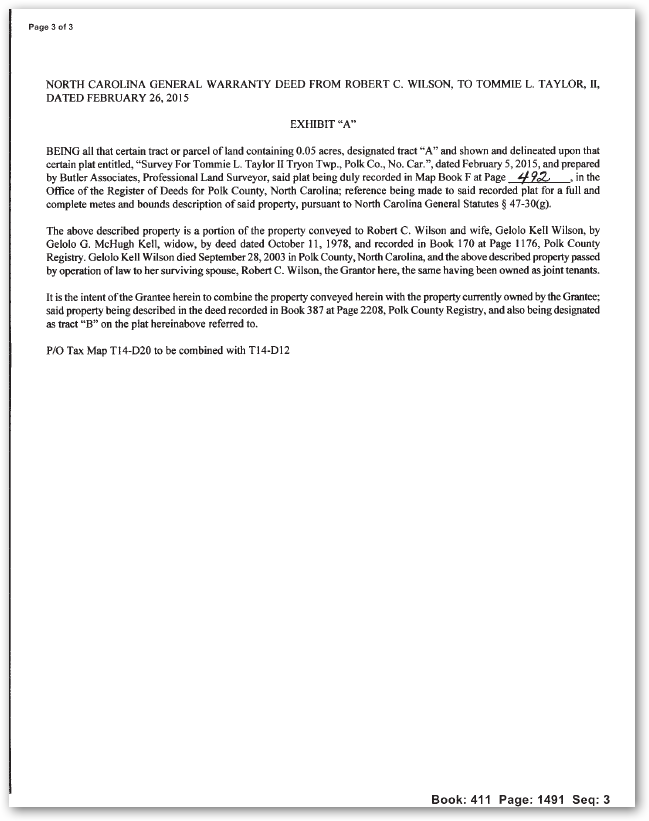 Page 3 of 3
NORTH CAROLINA GENERAL WARRANTY DEED FROM ROBERT C. WILSON, TO TOMMIE L. TAYLOR, II,
DATED FEBRUARY 26, 2015
EXHIBIT “A”
BEING all that certain tract or parcel of land containing 0.05 acres, designated tract “A” and shown and delineated upon that
certain plat entitled, “Survey For Tommie L. Taylor II Tryon Twp., Polk Co., No. Car.”, dated February 5, 2015, and prepared
by Butler Associates, Professional Land Surveyor, said plat being duly recorded in Map Book F at Page 492, in the
Office of the Register of Deeds for Polk County, North Carolina; reference being made to said recorded plat for a full and
complete metes and bounds description of said property, pursuant to North Carolina General Statutes § 47-30(g).
The above described property is a portion of the property conveyed to Robert C. Wilson and wife, Gelolo Kell Wilson, by
Gelolo G. McHugh Kell, widow, by deed dated October 11, 1978, and recorded in Book 170 at Page 1176, Polk County
Registry. Gelolo Kell Wilson died September 28, 2003 in Polk County, North Carolina, and the above described property passed
by operation of law to her surviving spouse, Robert C. Wilson, the Grantor here, the same having been owned as joint tenants.
It is the intent of the Grantee herein to combine the property conveyed herein with the property currently owned by the Grantee;
said property being described in the deed recorded in Book 387 at Page 2208, Polk County Registry, and also being designated
as tract “B” on the plat hereinabove referred to.
P/O Tax Map T14-D20 to be combined with T14-D12
Book: 411 Page: 1491 Seq: 3